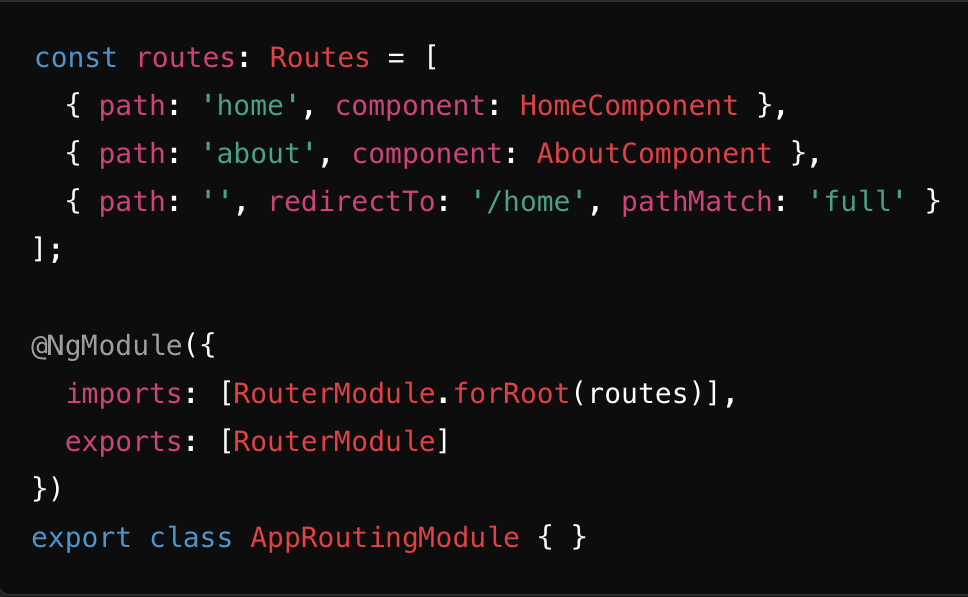 const routes: Routes = [
  { path: 'home', component: HomeComponent },
  { path: 'about', component: AboutComponent },
  { path: '', redirectTo: '/home', pathMatch: 'full' }
];

@NgModule({
  imports: [RouterModule.forRoot(routes)],
  exports: [RouterModule]
})
export class AppRoutingModule { }